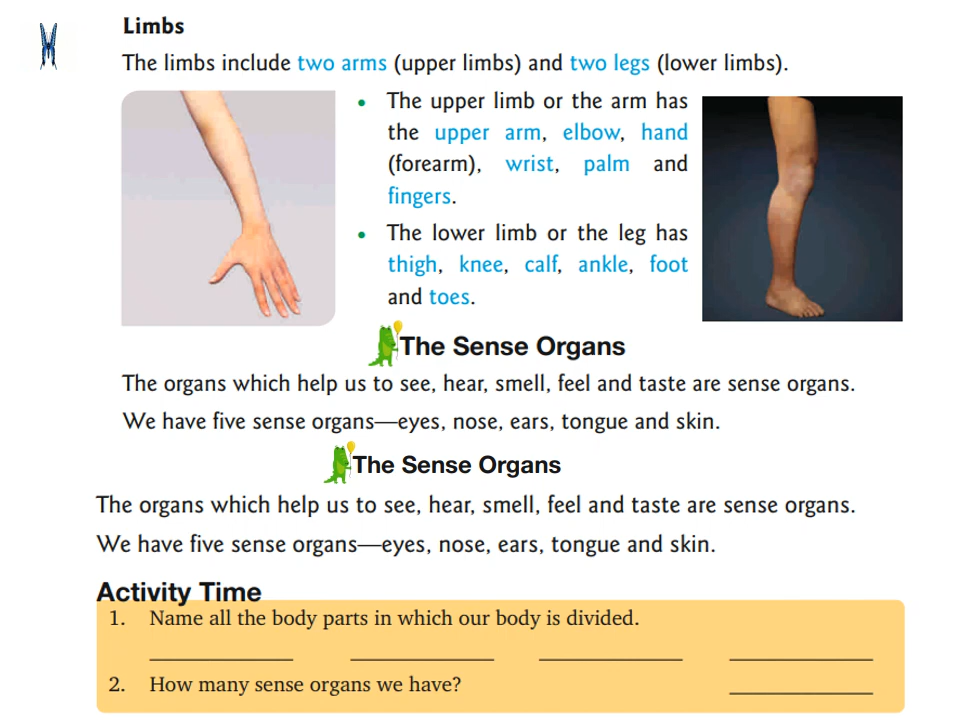 Limbs
The limbs include two arms (upper limbs) and two legs (lower limbs).
• The upper limb or the arm has
the upper arm, elbow, hand
(forearm), wrist, palm and
fingers.
• The lower limb or the leg has
thigh, knee, calf, ankle, foot
and toes.
The Sense Organs
The organs which help us to see, hear, smell, feel and taste are sense organs.
We have five sense organs—eyes, nose, ears, tongue and skin.
The Sense Organs
The organs which help us to see, hear, smell, feel and taste are sense organs.
We have five sense organs—eyes, nose, ears, tongue and skin.
Activity Time
1. Name all the body parts in which our body is divided.
2. How many sense organs we have?